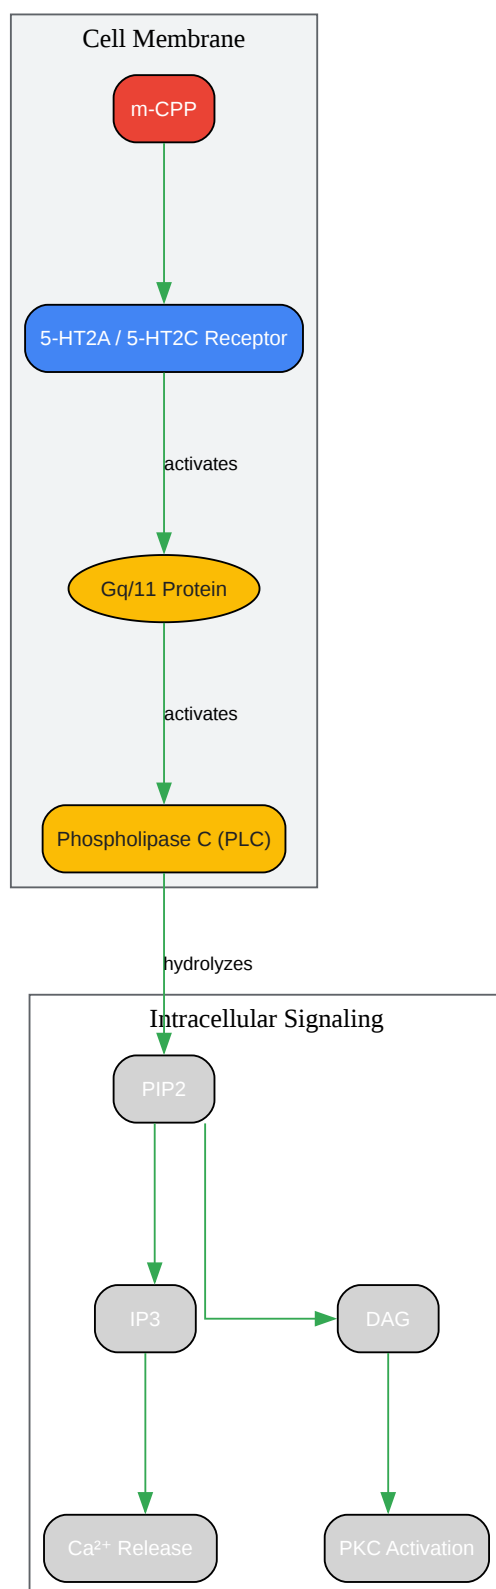 Cell Membrane
m-CPP
5-HT2A / 5-HT2C Receptor
activates
Gq/11 Protein
activates
Phospholipase C (PLC)
hydrolyzes
Intracellular Signaling
PIP2
IP3
DAG
Ca²⁺ Release
PKC Activation